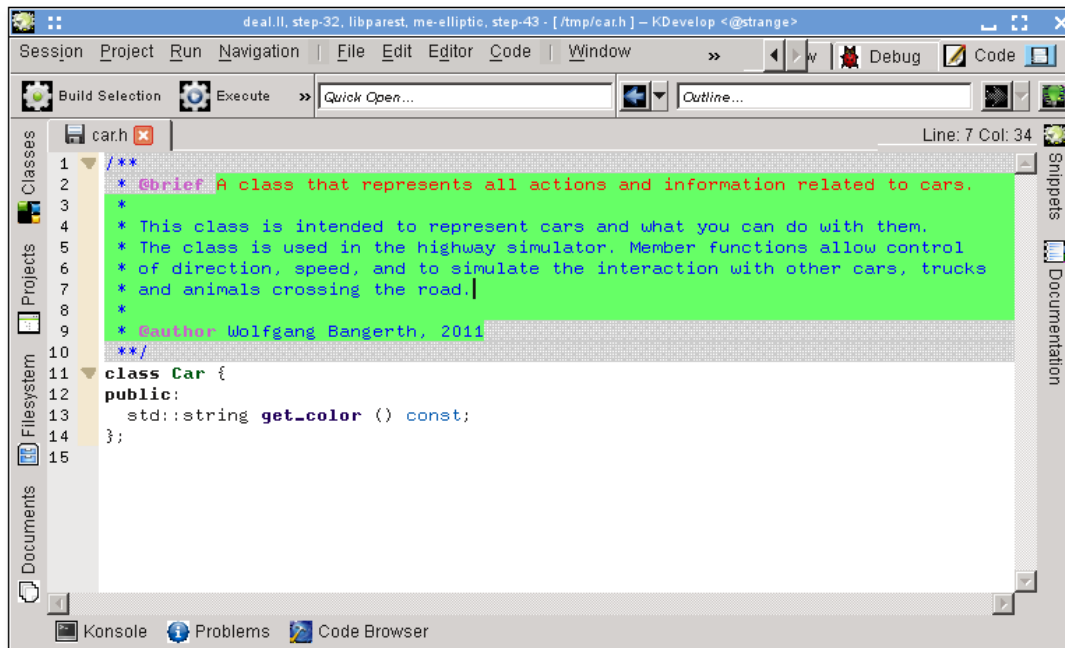 deal.II, step-32, libparest, me-elliptic, step-43 - [ /tmp/car.h ] – KDevelop <@strange>
Session Project Run Navigation | File Edit Editor Code | Window » Debug Code
Build Selection Execute » Quick Open... Outline...
car.h Line: 7 Col: 34
1 /**
2 * @brief A class that represents all actions and information related to cars.
3 *
4 * This class is intended to represent cars and what you can do with them.
5 * The class is used in the highway simulator. Member functions allow control
6 * of direction, speed, and to simulate the interaction with other cars, trucks
7 * and animals crossing the road.
8 *
9 * @author Wolfgang Bangerth, 2011
10 **/
11 class Car {
12 public:
13 std::string get_color () const;
14 };
15
Classes
Projects
Filesystem
Documents
Snippets
Documentation
Konsole Problems Code Browser